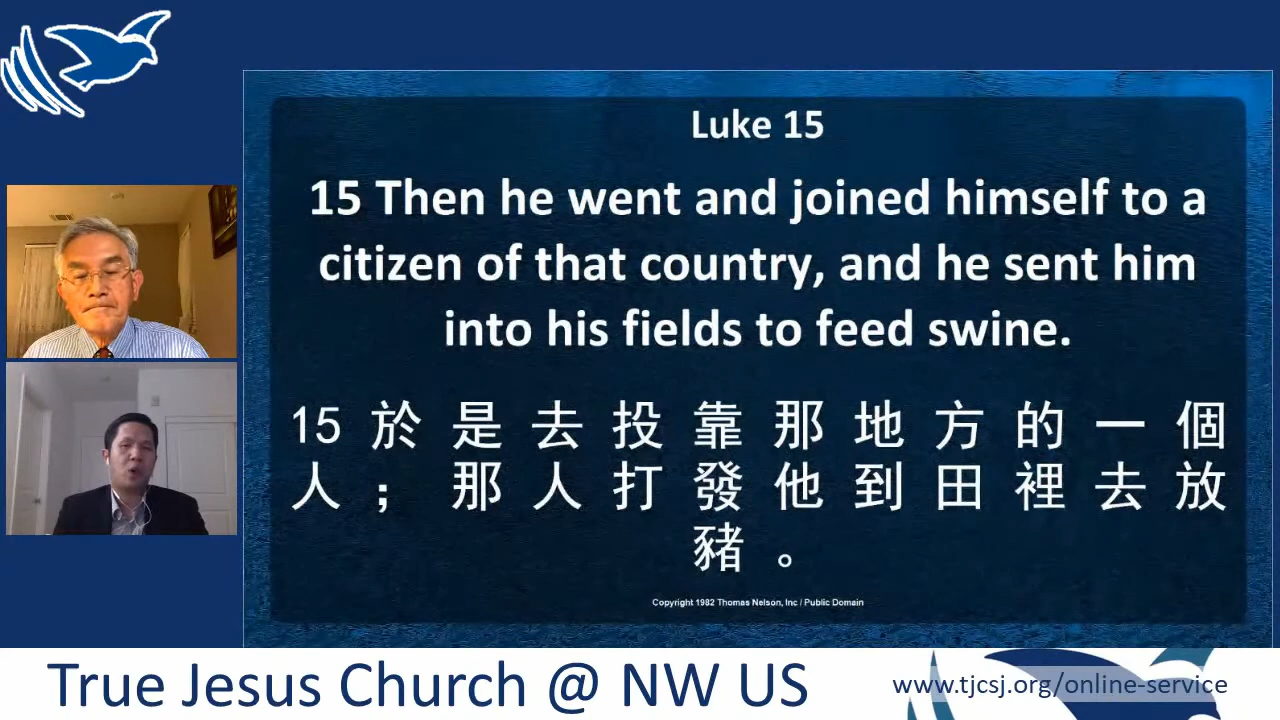 Luke 15
15 Then he went and joined himself to a
citizen of that country, and he sent him
into his fields to feed swine.
15 於是去投靠那地方的一個
人；那人打發他到田裡去放
豬。
Copyright 1982 Thomas Nelson, Inc / Public Domain
True Jesus Church @ NW US
www.tjcsj.org/online-service